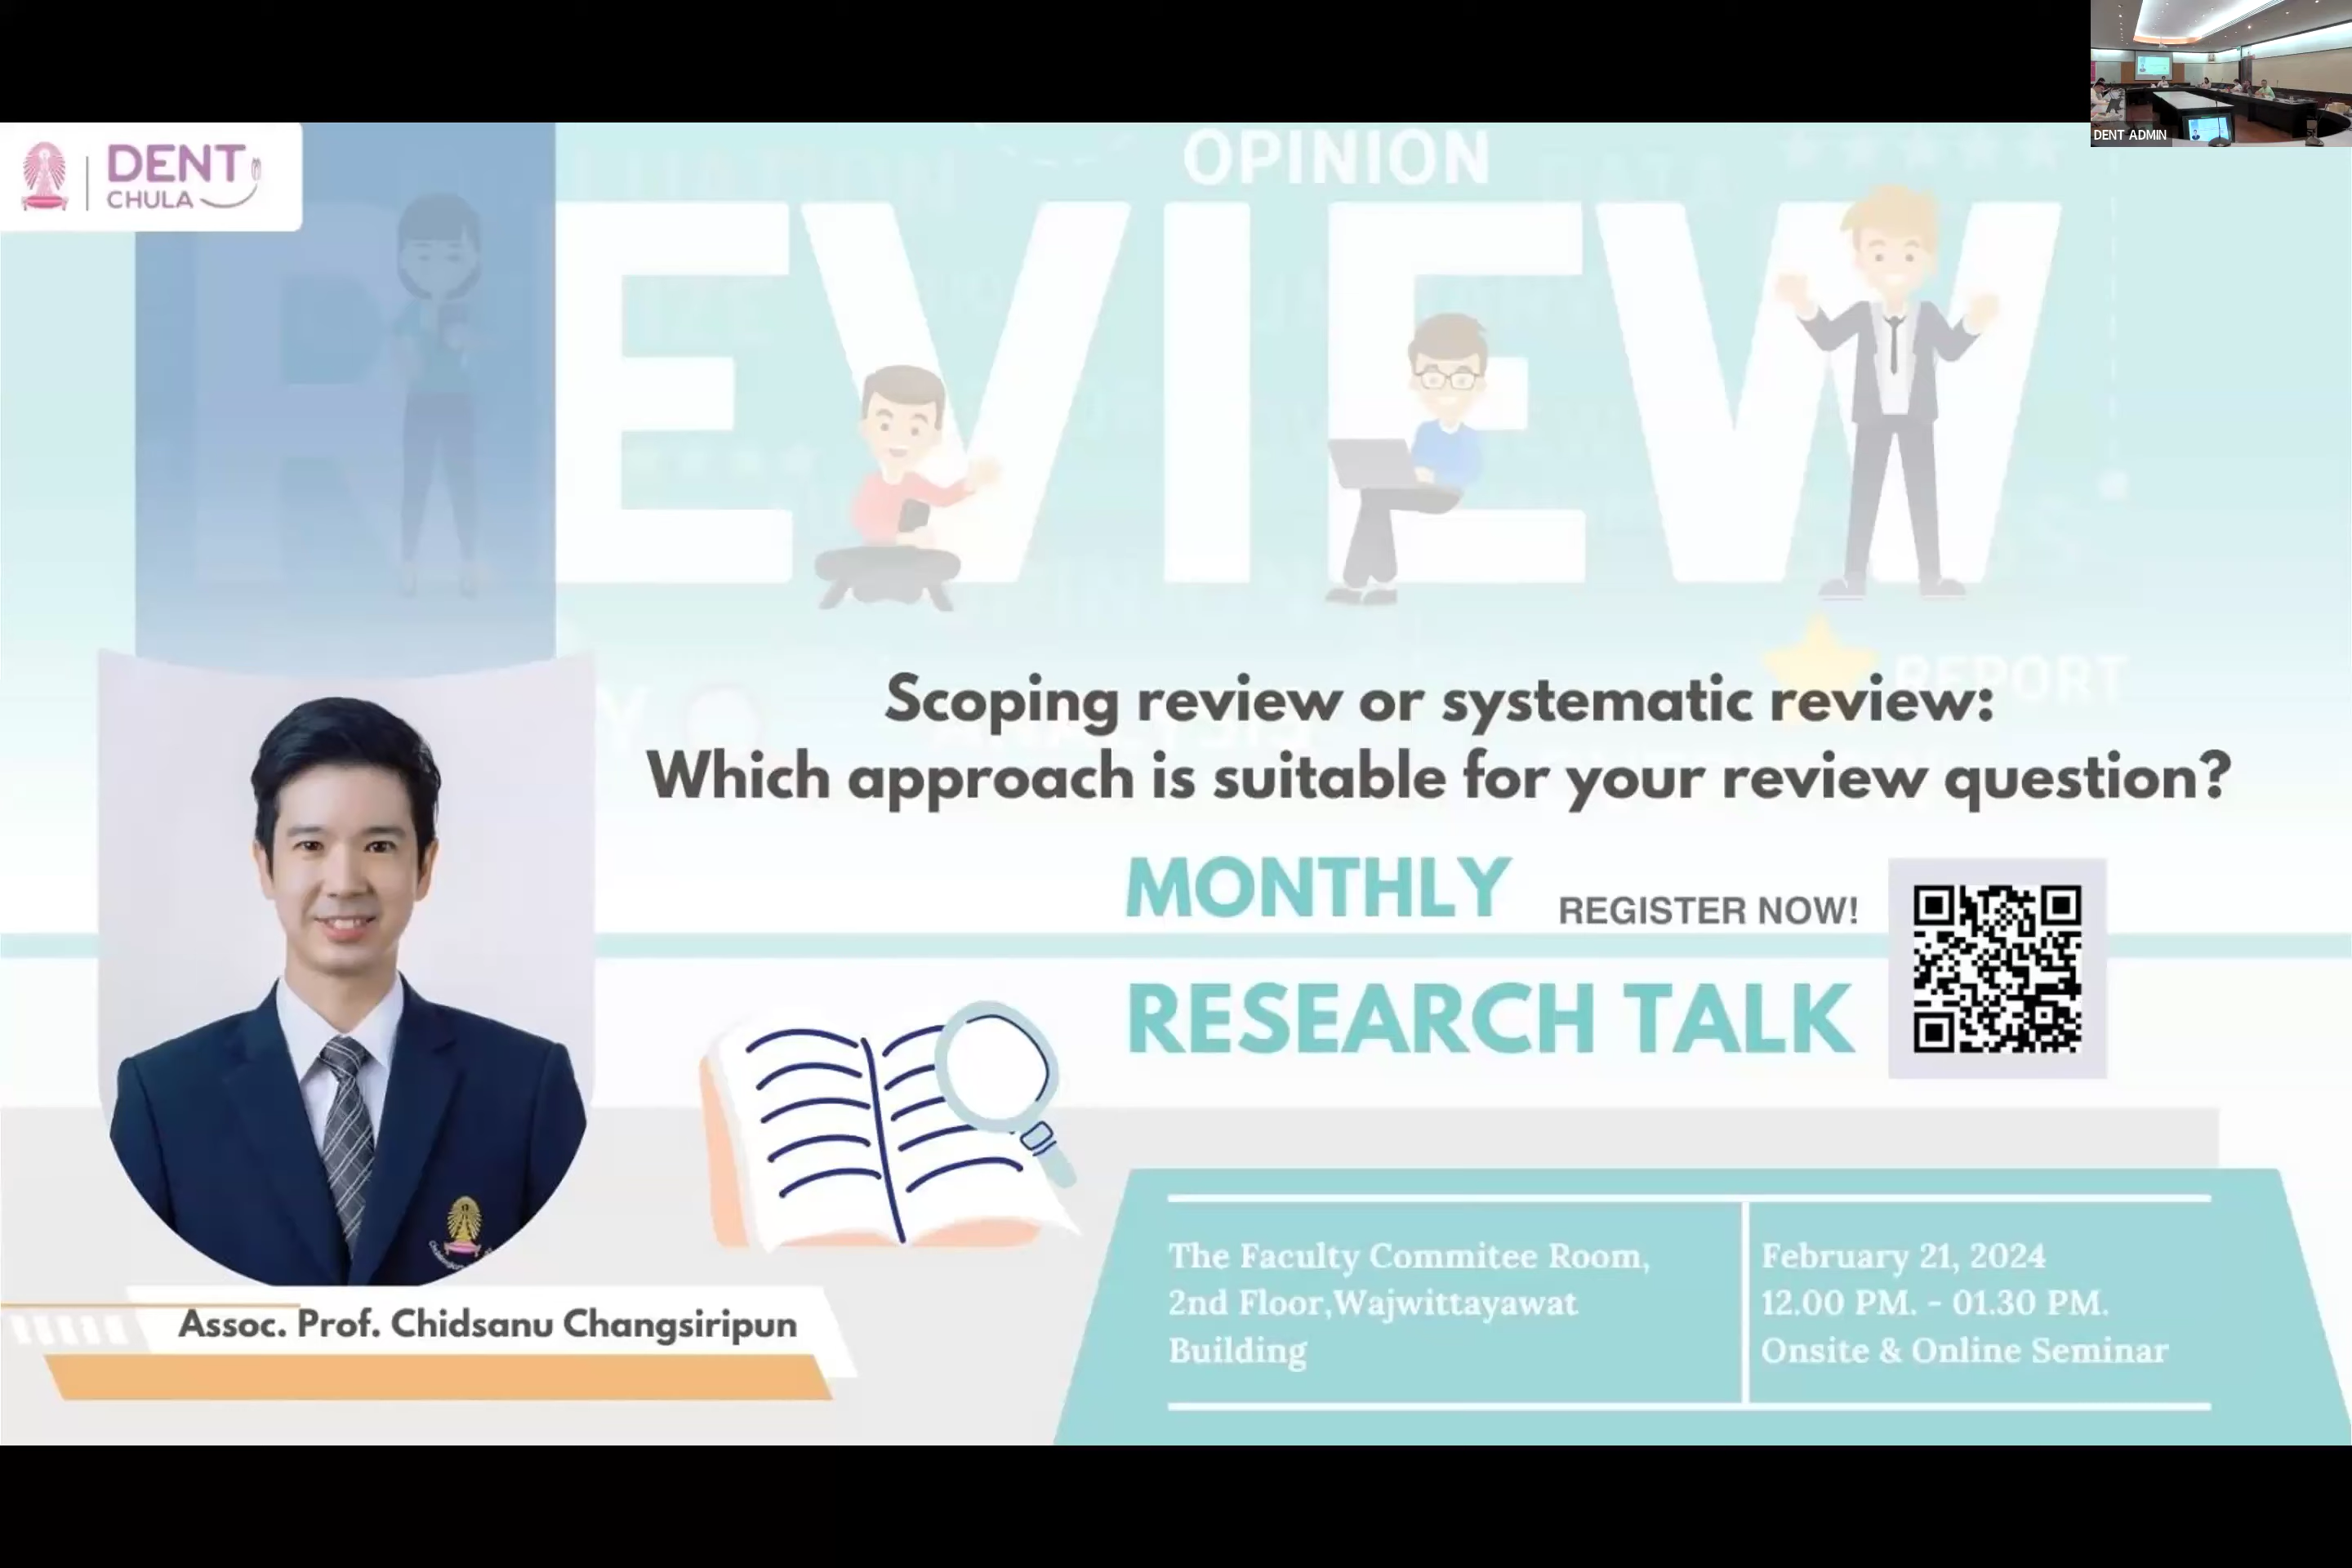 DENT ADMIN
DENT
CHULA
OPINION
REVIEW
REPORT
Scoping review or systematic review:
Which approach is suitable for your review question?
MONTHLY
REGISTER NOW!
RESEARCH TALK
Assoc. Prof. Chidsanu Changsiripun
The Faculty Commitee Room,
2nd Floor,Wajwittayawat
Building
February 21, 2024
12.00 PM. - 01.30 PM.
Onsite & Online Seminar